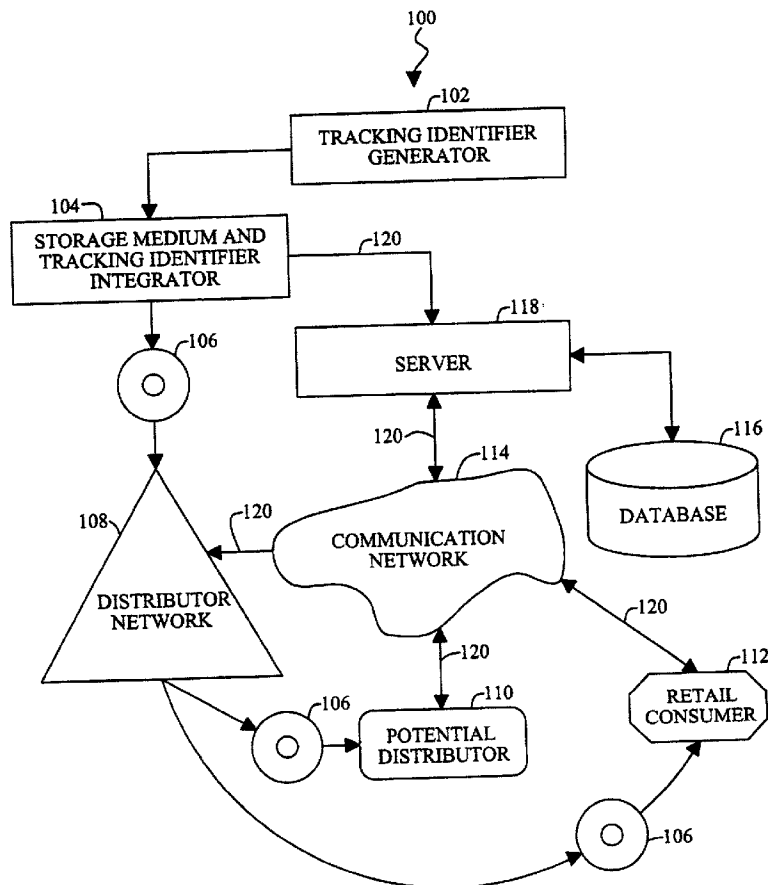 100
102
TRACKING IDENTIFIER
GENERATOR
104
STORAGE MEDIUM AND
TRACKING IDENTIFIER
INTEGRATOR
120
118
SERVER
106
120
114
116
DATABASE
COMMUNICATION
NETWORK
108
120
DISTRIBUTOR
NETWORK
120
120
112
RETAIL
CONSUMER
106
110
POTENTIAL
DISTRIBUTOR
106